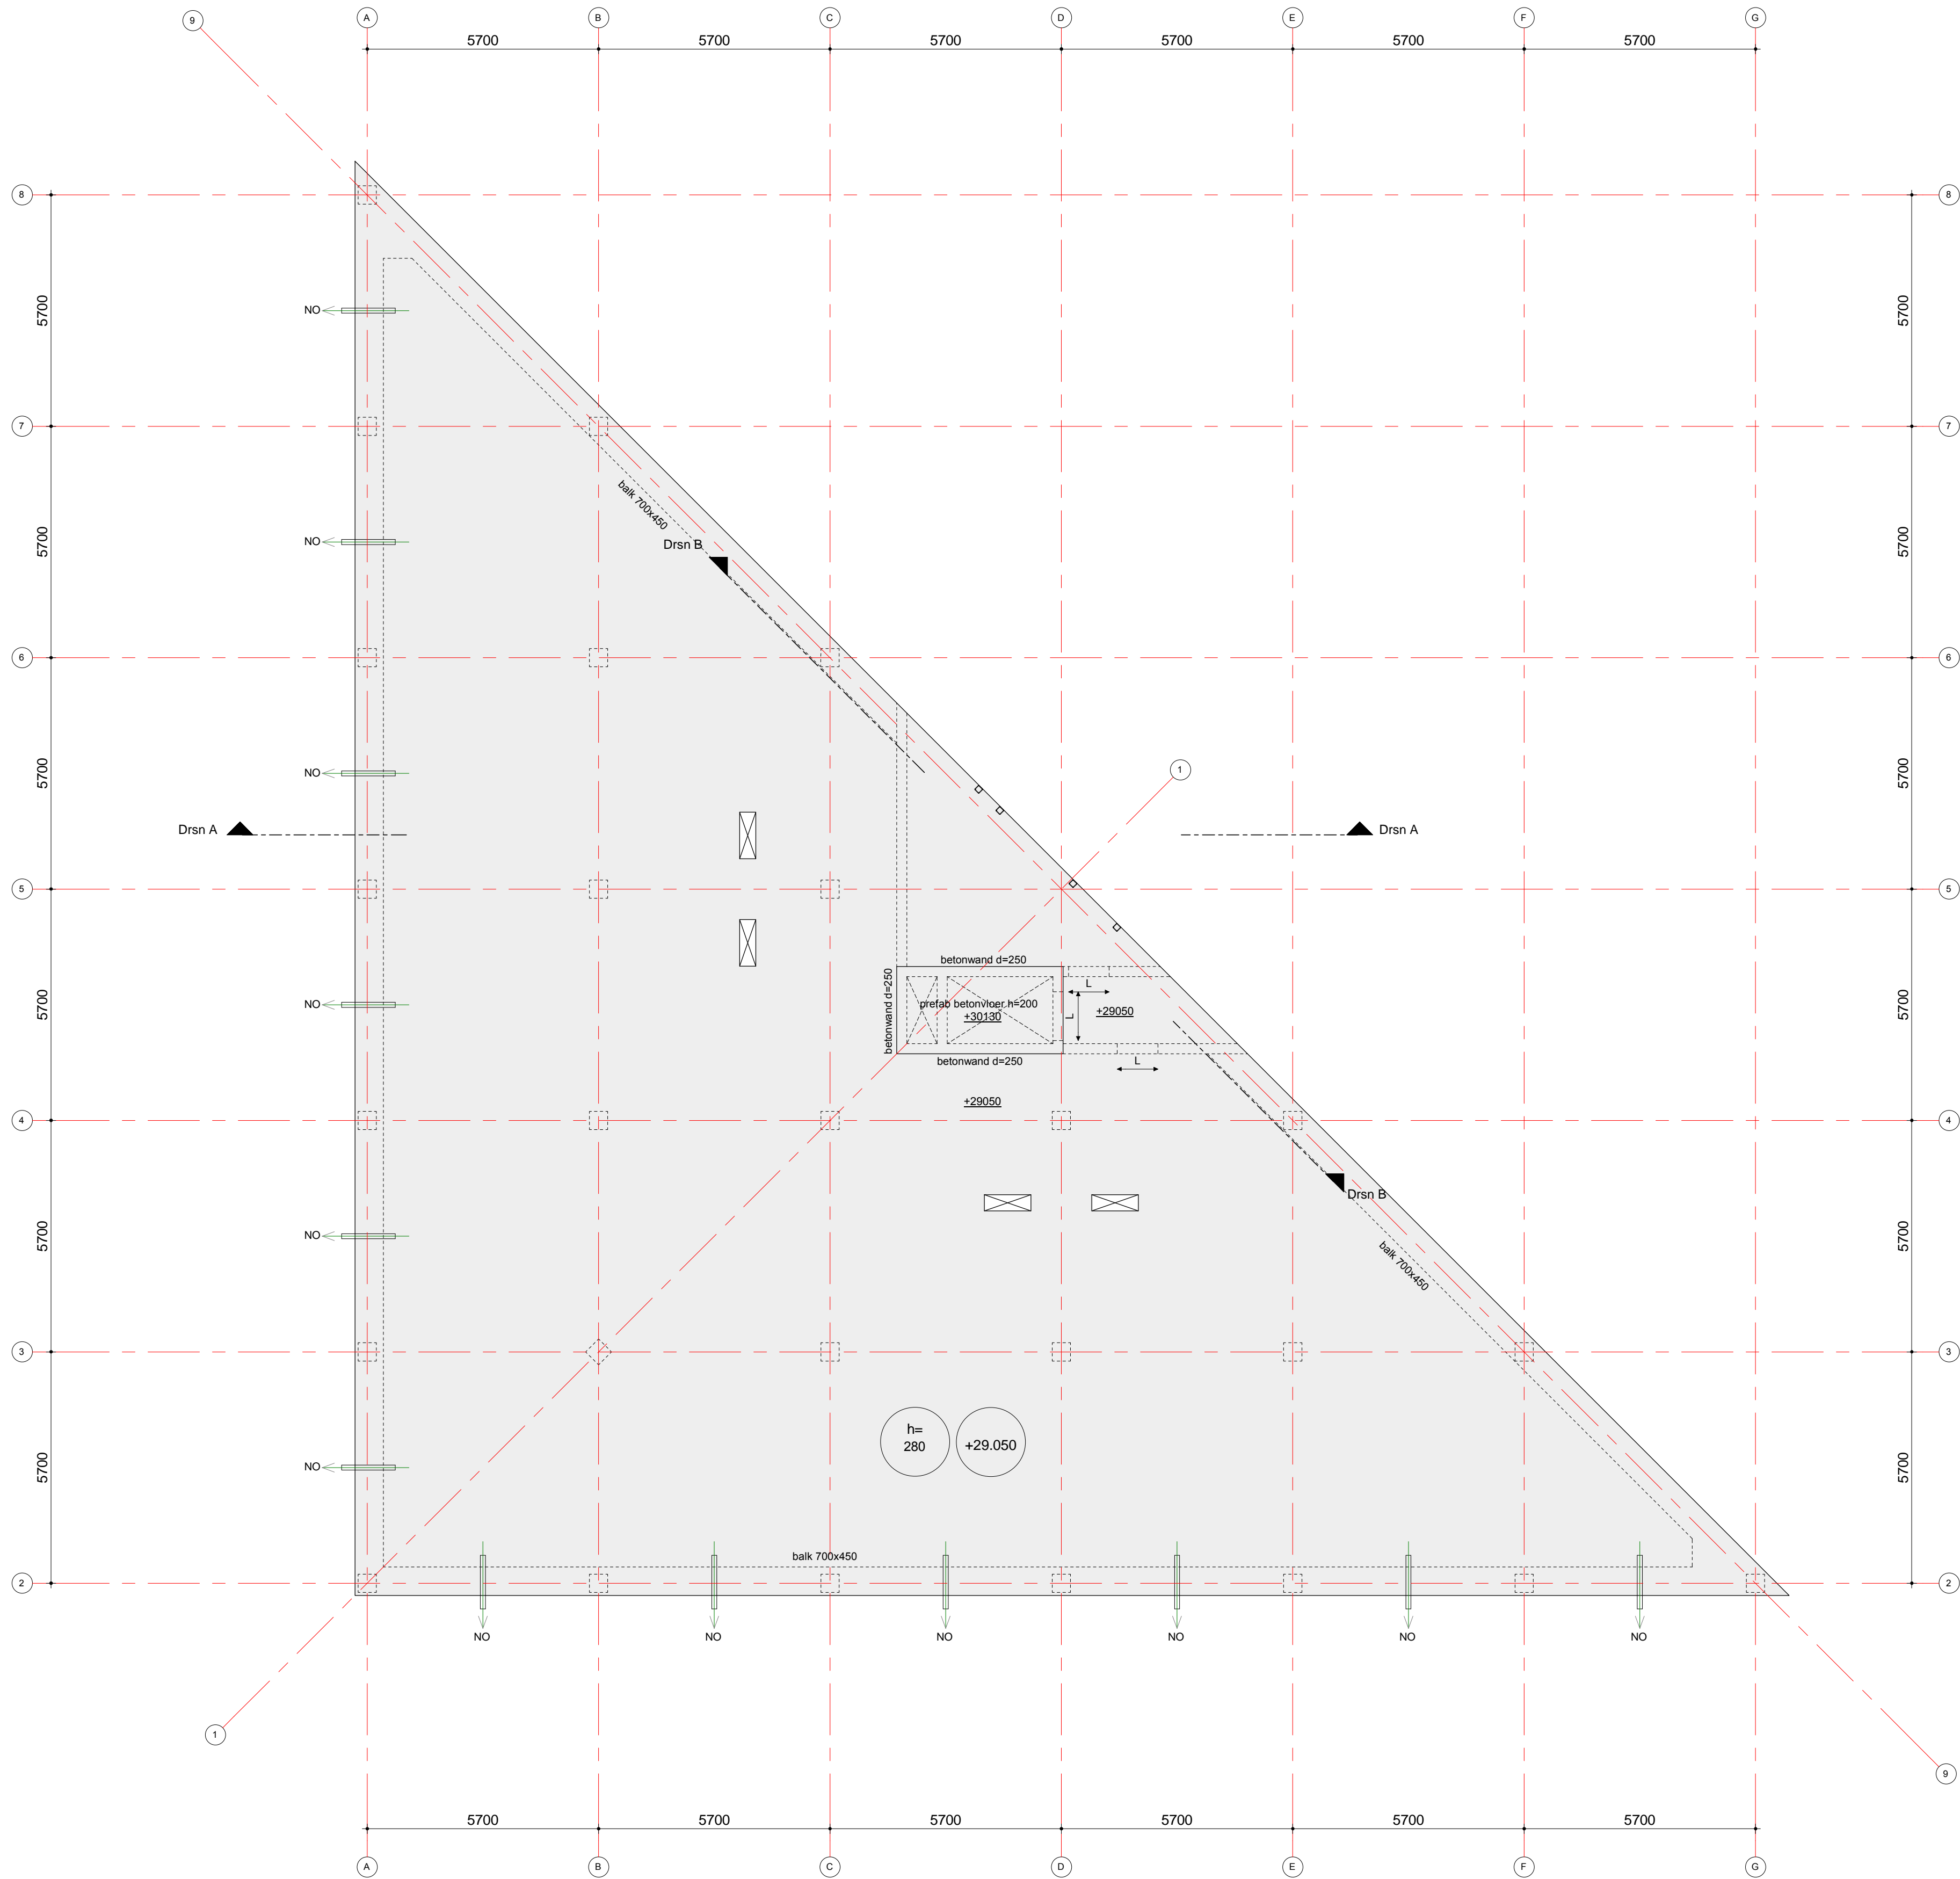 9
A
B
C
D
E
F
G
5700
5700
5700
5700
5700
5700
8
8
5700
NO
5700
7
7
balk 700x450
5700
NO
Drsn B
5700
6
6
5700
NO
1
5700
Drsn A
Drsn A
5
5
betonwand d=250
betonwand d=250
L
5700
NO
prefab betonvloer h=200
+30130
L
+29050
5700
betonwand d=250
L
+29050
4
4
Drsn B
5700
NO
balk 700x450
5700
3
3
h=
280
+29.050
5700
NO
5700
balk 700x450
2
2
NO
NO
NO
NO
NO
NO
1
9
5700
5700
5700
5700
5700
5700
A
B
C
D
E
F
G